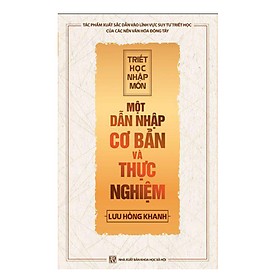 TÁC PHẨM XUẤT SẮC DẪN VÀO LĨNH VỰC SUY TƯ TRIẾT HỌC
CỦA CÁC NỀN VĂN HÓA ĐÔNG TÂY
TRIẾT
HỌC
NHẬP
MÔN
MỘT
DẪN NHẬP
CƠ BẢN
VÀ
THỰC
NGHIỆM
LƯU HỒNG KHANH
NHÀ XUẤT BẢN KHOA HỌC XÃ HỘI